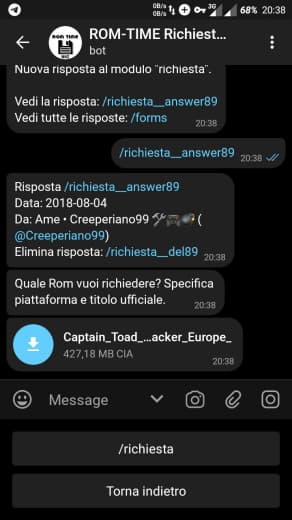 0B/s
0B/s
3G
68%
20:38
ROM-TIME Richiest...
bot
ROM TIME
Nuova risposta al modulo "richiesta".
Vedi la risposta: /richiesta__answer89
Vedi tutte le risposte: /forms
20:38
/richiesta__answer89
20:38
Risposta /richiesta__answer89
Data: 2018-08-04
Da: Ame • Creeperiano99 🛠🎮💣 (
@Creeperiano99)
Elimina risposta: /richiesta__del89
20:38
Quale Rom vuoi richiedere? Specifica
piattaforma e titolo ufficiale.
20:38
Captain_Toad_...acker_Europe_
427,18 MB CIA
20:38
Message
/richiesta
Torna indietro